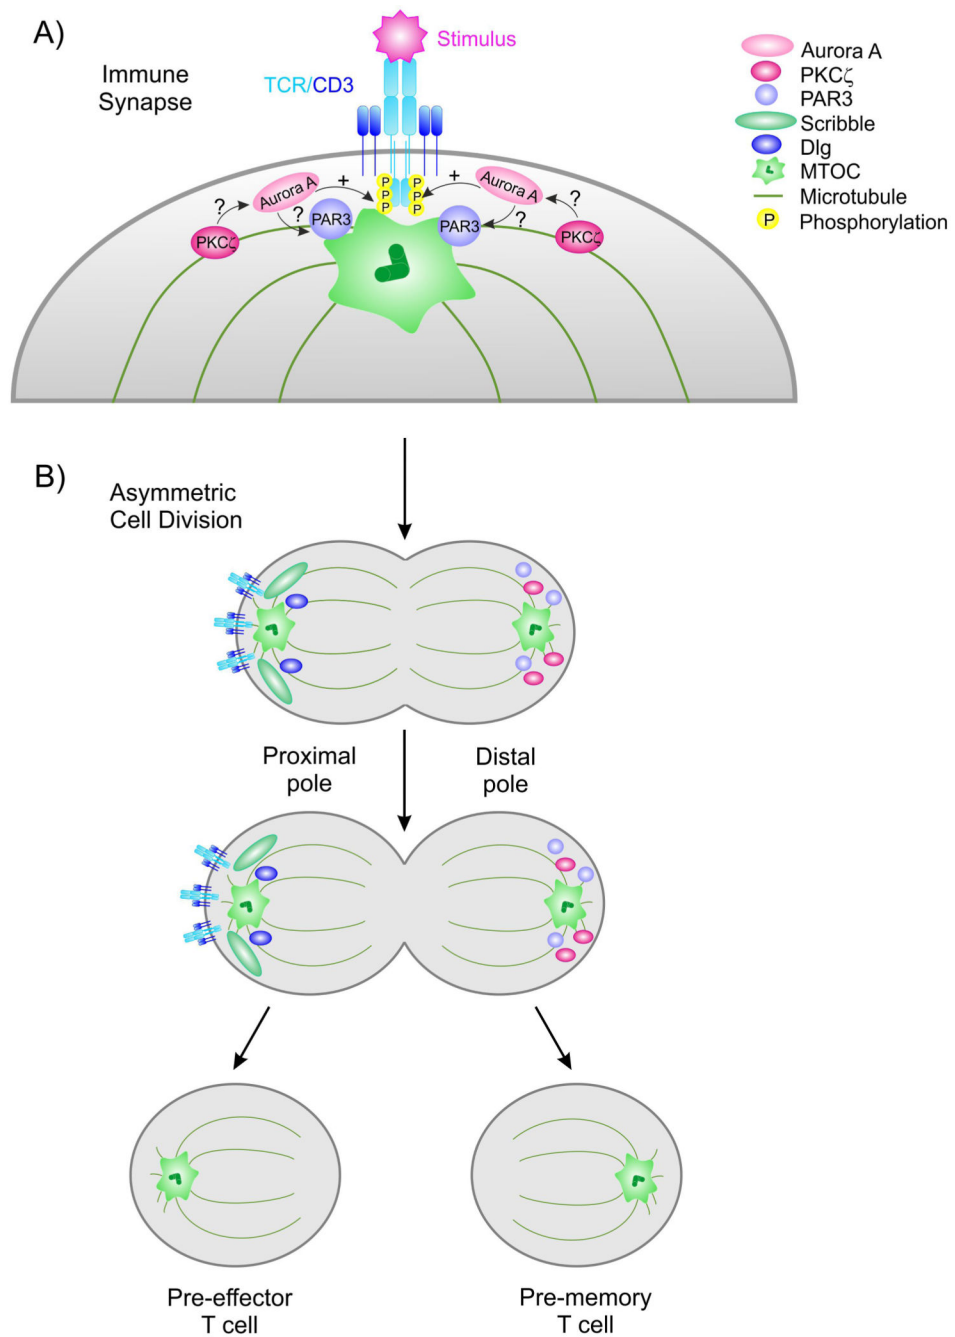 A)
Stimulus
Immune
Synapse
TCR/CD3
Aurora A
PKCζ
PAR3
Scribble
Dlg
MTOC
Microtubule
P Phosphorylation
P P
P P
P P
+ +
Aurora A Aurora A
? ?
? ?
PAR3 PAR3
PKCζ PKCζ
B)
Asymmetric
Cell Division
Proximal
pole
Distal
pole
Pre-effector
T cell
Pre-memory
T cell